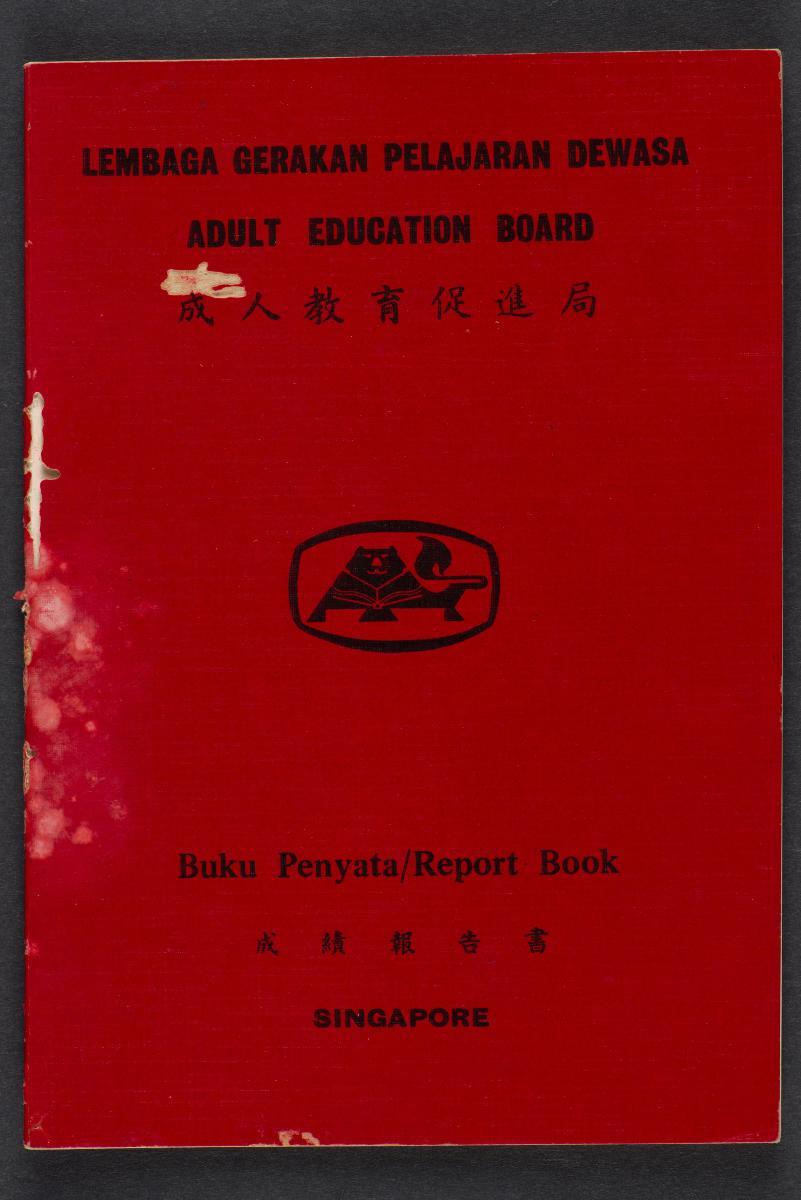 LEMBAGA GERAKAN PELAJARAN DEWASA
ADULT EDUCATION BOARD
成人教育促進局
Buku Penyata/Report Book
成績報告書
SINGAPORE